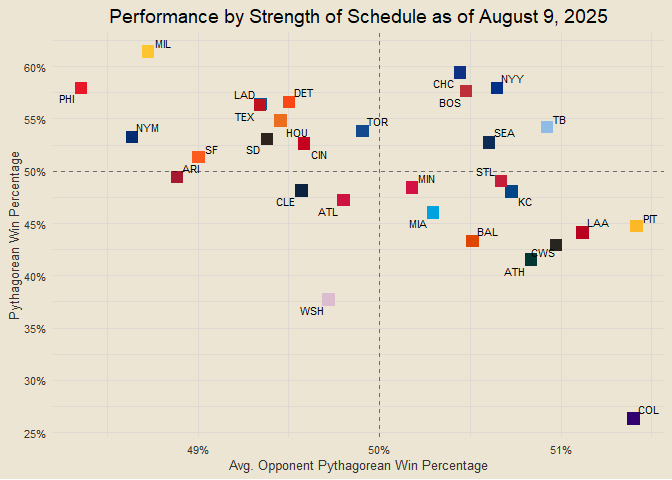 Performance by Strength of Schedule as of August 9, 2025
MIL
60%
PHI
CHC
NYY
BOS
LAD
DET
55%
TEX
TOR
TB
NYM
HOU
SEA
SD
SF
CIN
50%
ARI
STL
MIN
CLE
KC
ATL
45%
MIA
PIT
LAA
BAL
CWS
40%
ATH
WSH
35%
30%
COL
25%
49%
50%
51%
Avg. Opponent Pythagorean Win Percentage
Pythagorean Win Percentage